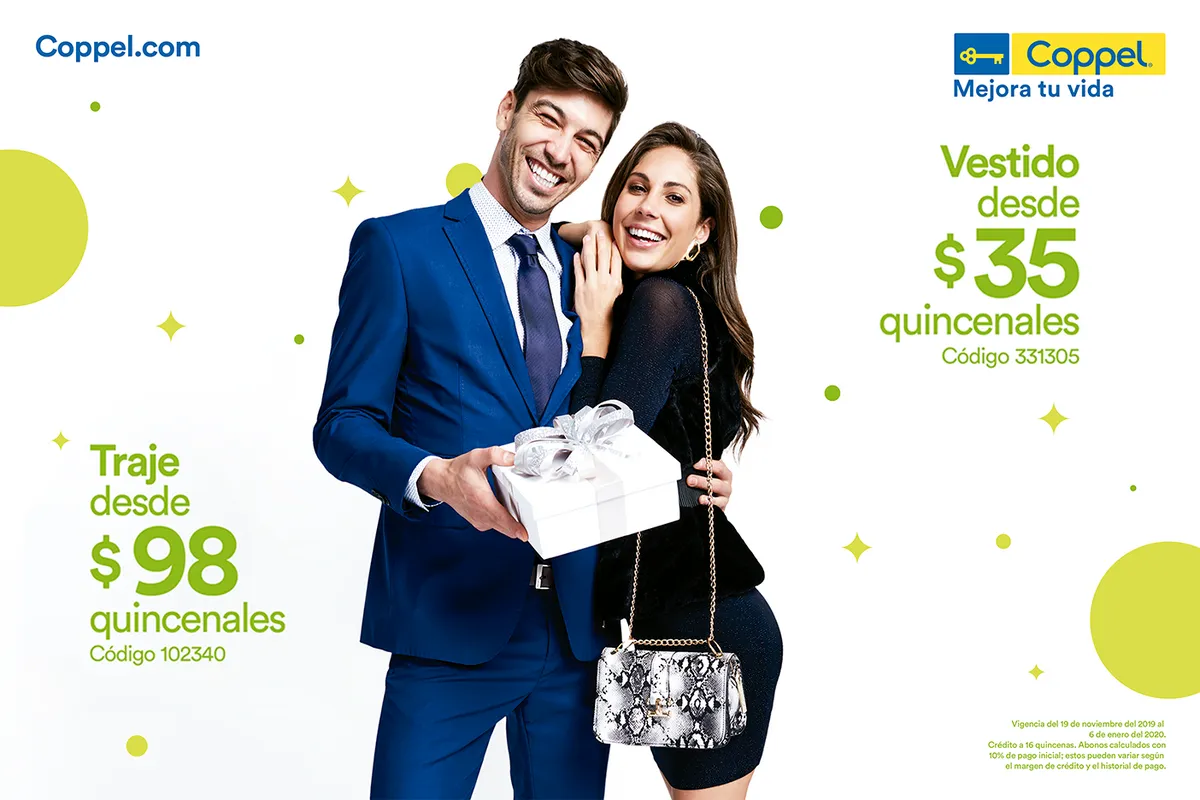 Coppel.com
Coppel®
Mejora tu vida
Vestido
desde
$35
quincenales
Código 331305
Traje
desde
$98
quincenales
Código 102340
Vigencia del 19 de noviembre del 2019 al
6 de enero del 2020.
Crédito a 16 quincenas. Abonos calculados con
10% de pago inicial; estos pueden variar según
el margen de crédito y el historial de pago.